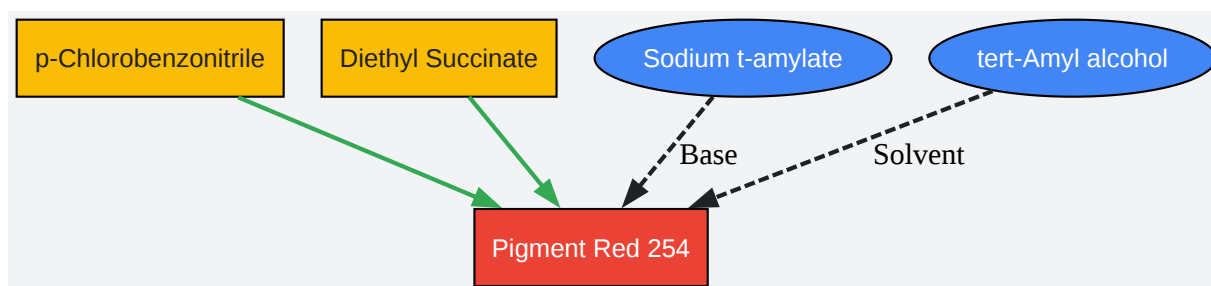 p-Chlorobenzonitrile
Diethyl Succinate
Sodium t-amylate
tert-Amyl alcohol
Base
Solvent
Pigment Red 254